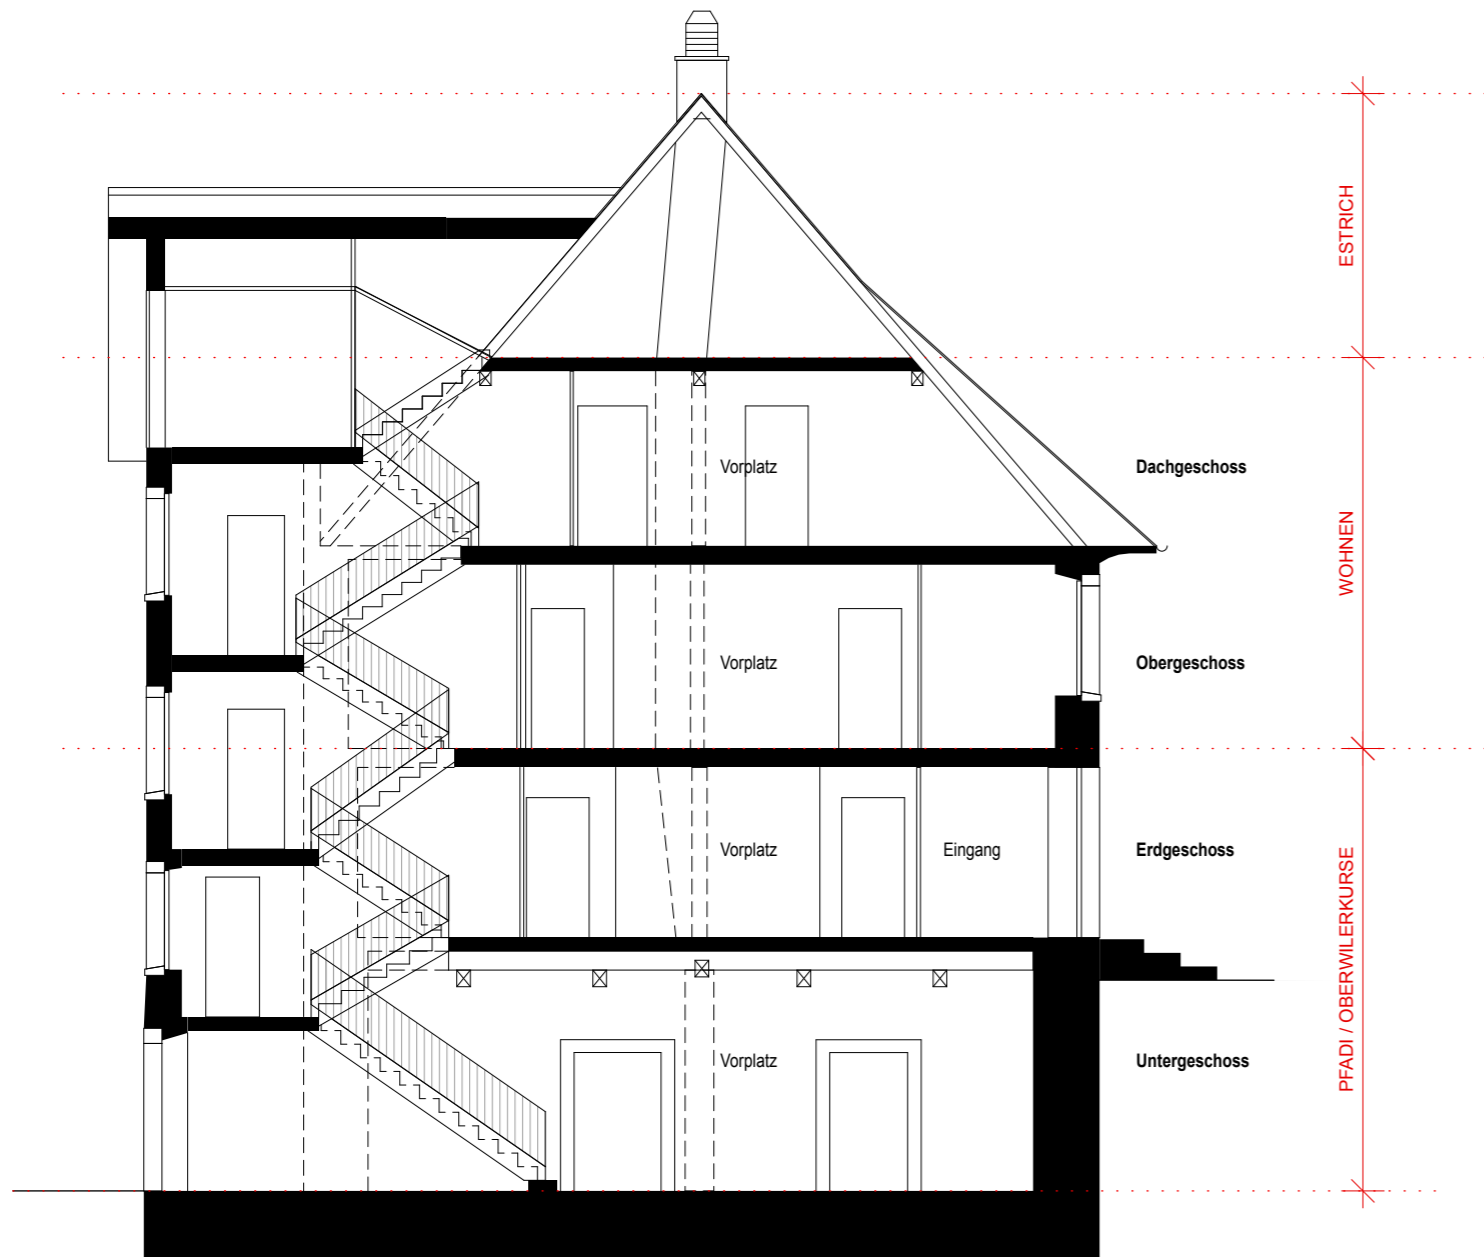 ESTRICH
Vorplatz
Dachgeschoss
WOHNEN
Vorplatz
Obergeschoss
Vorplatz
Eingang
Erdgeschoss
PFADI / OBERWILERKURSE
Vorplatz
Untergeschoss